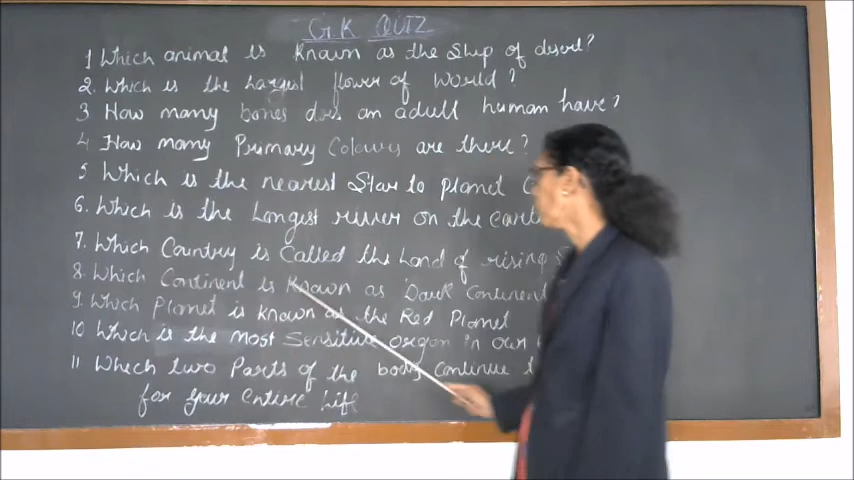 G.K QUIZ
1 Which animal is known as the Ship of desert?
2. Which is the Largest flower of World?
3 How many bones does an adult human have?
4 How many Primary Colours are there?
5 Which is the nearest Star to planet
6. Which is the Longest river on the
7. Which Country is Called the Land of rising
8. Which Continent is Known as Dark Continent
9. Which Planet is known as the Red Planet
10 Which is the most Sensitive organ in our
11 Which two Parts of the body Continue
for your entire Life